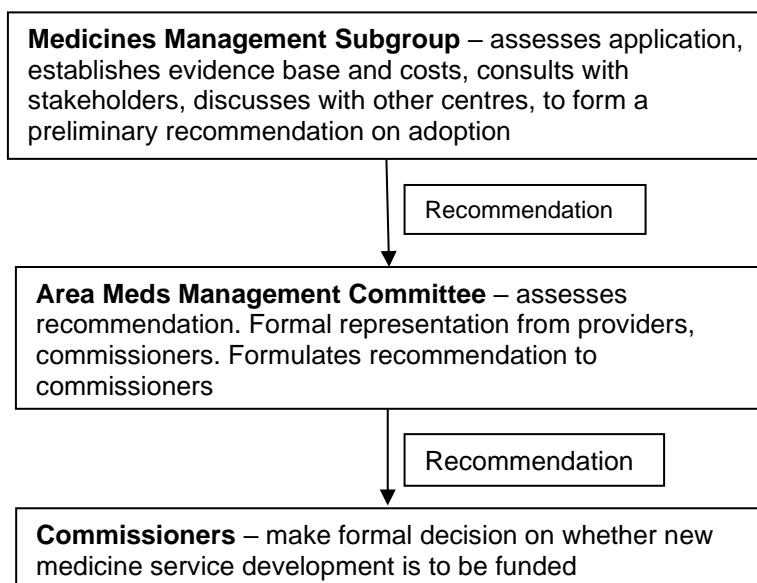 Medicines Management Subgroup – assesses application,
establishes evidence base and costs, consults with
stakeholders, discusses with other centres, to form a
preliminary recommendation on adoption
Recommendation
Area Meds Management Committee – assesses
recommendation. Formal representation from providers,
commissioners. Formulates recommendation to
commissioners
Recommendation
Commissioners – make formal decision on whether new
medicine service development is to be funded